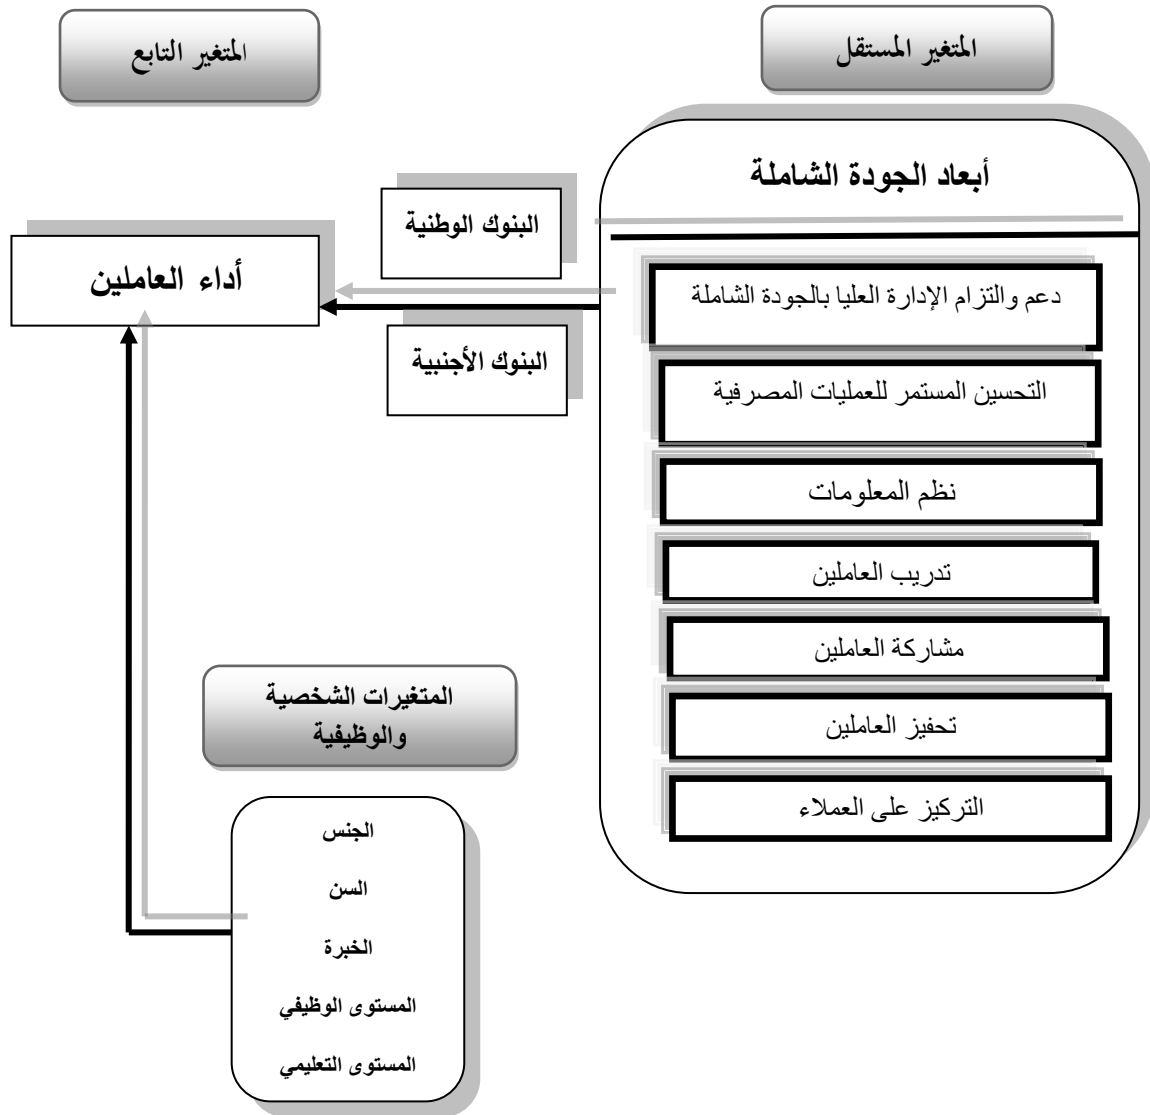 المتغير المستقل
المتغير التابع
أبعاد الجودة الشاملة
دعم والتزام الإدارة العليا بالجودة الشاملة
التحسين المستمر للعمليات المصرفية
نظم المعلومات
تدريب العاملين
مشاركة العاملين
تحفيز العاملين
التركيز على العملاء
البنوك الوطنية
البنوك الأجنبية
أداء العاملين
المتغيرات الشخصية
والوظيفية
الجنس
السن
الخبرة
المستوى الوظيفي
المستوى التعليمي